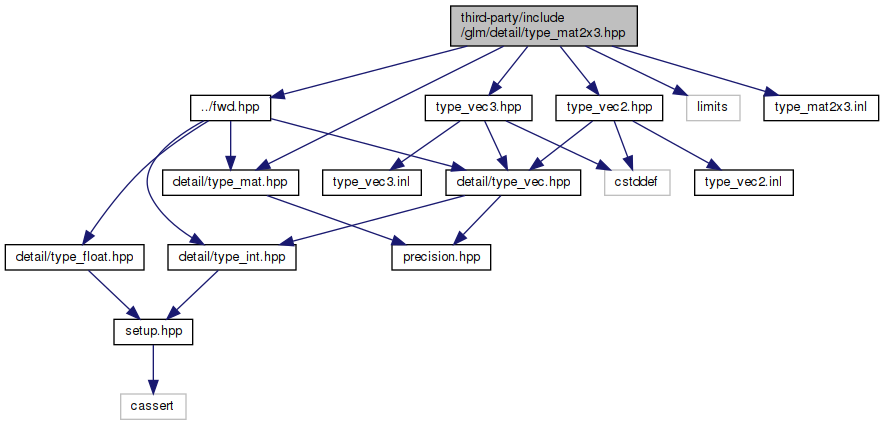 third-party/include
/glm/detail/type_mat2x3.hpp
../fwd.hpp
type_vec3.hpp
type_vec2.hpp
limits
type_mat2x3.inl
detail/type_mat.hpp
type_vec3.inl
detail/type_vec.hpp
cstddef
type_vec2.inl
detail/type_float.hpp
detail/type_int.hpp
precision.hpp
setup.hpp
cassert